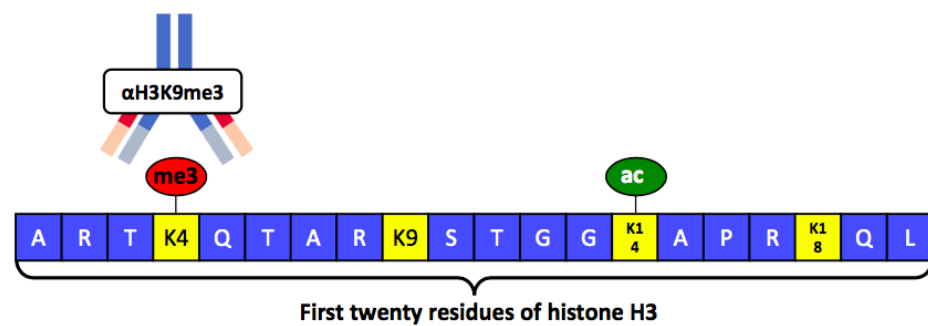 αH3K9me3
me3
ac
A R T K4 Q T A R K9 S T G G K1 4 A P R K1 8 Q L
First twenty residues of histone H3